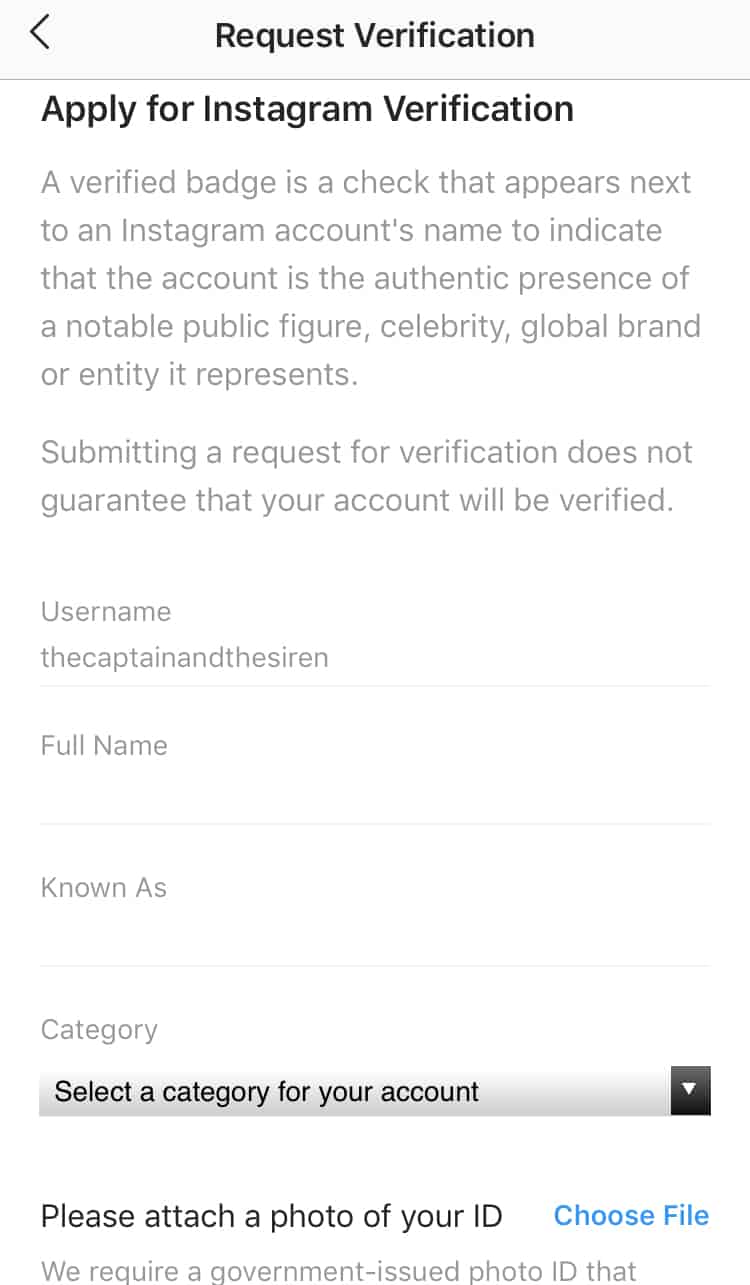 Request Verification
Apply for Instagram Verification
A verified badge is a check that appears next
to an Instagram account's name to indicate
that the account is the authentic presence of
a notable public figure, celebrity, global brand
or entity it represents.
Submitting a request for verification does not
guarantee that your account will be verified.
Username
thecaptainandthesiren
Full Name
Known As
Category
Select a category for your account
Please attach a photo of your ID Choose File
We require a government-issued photo ID that